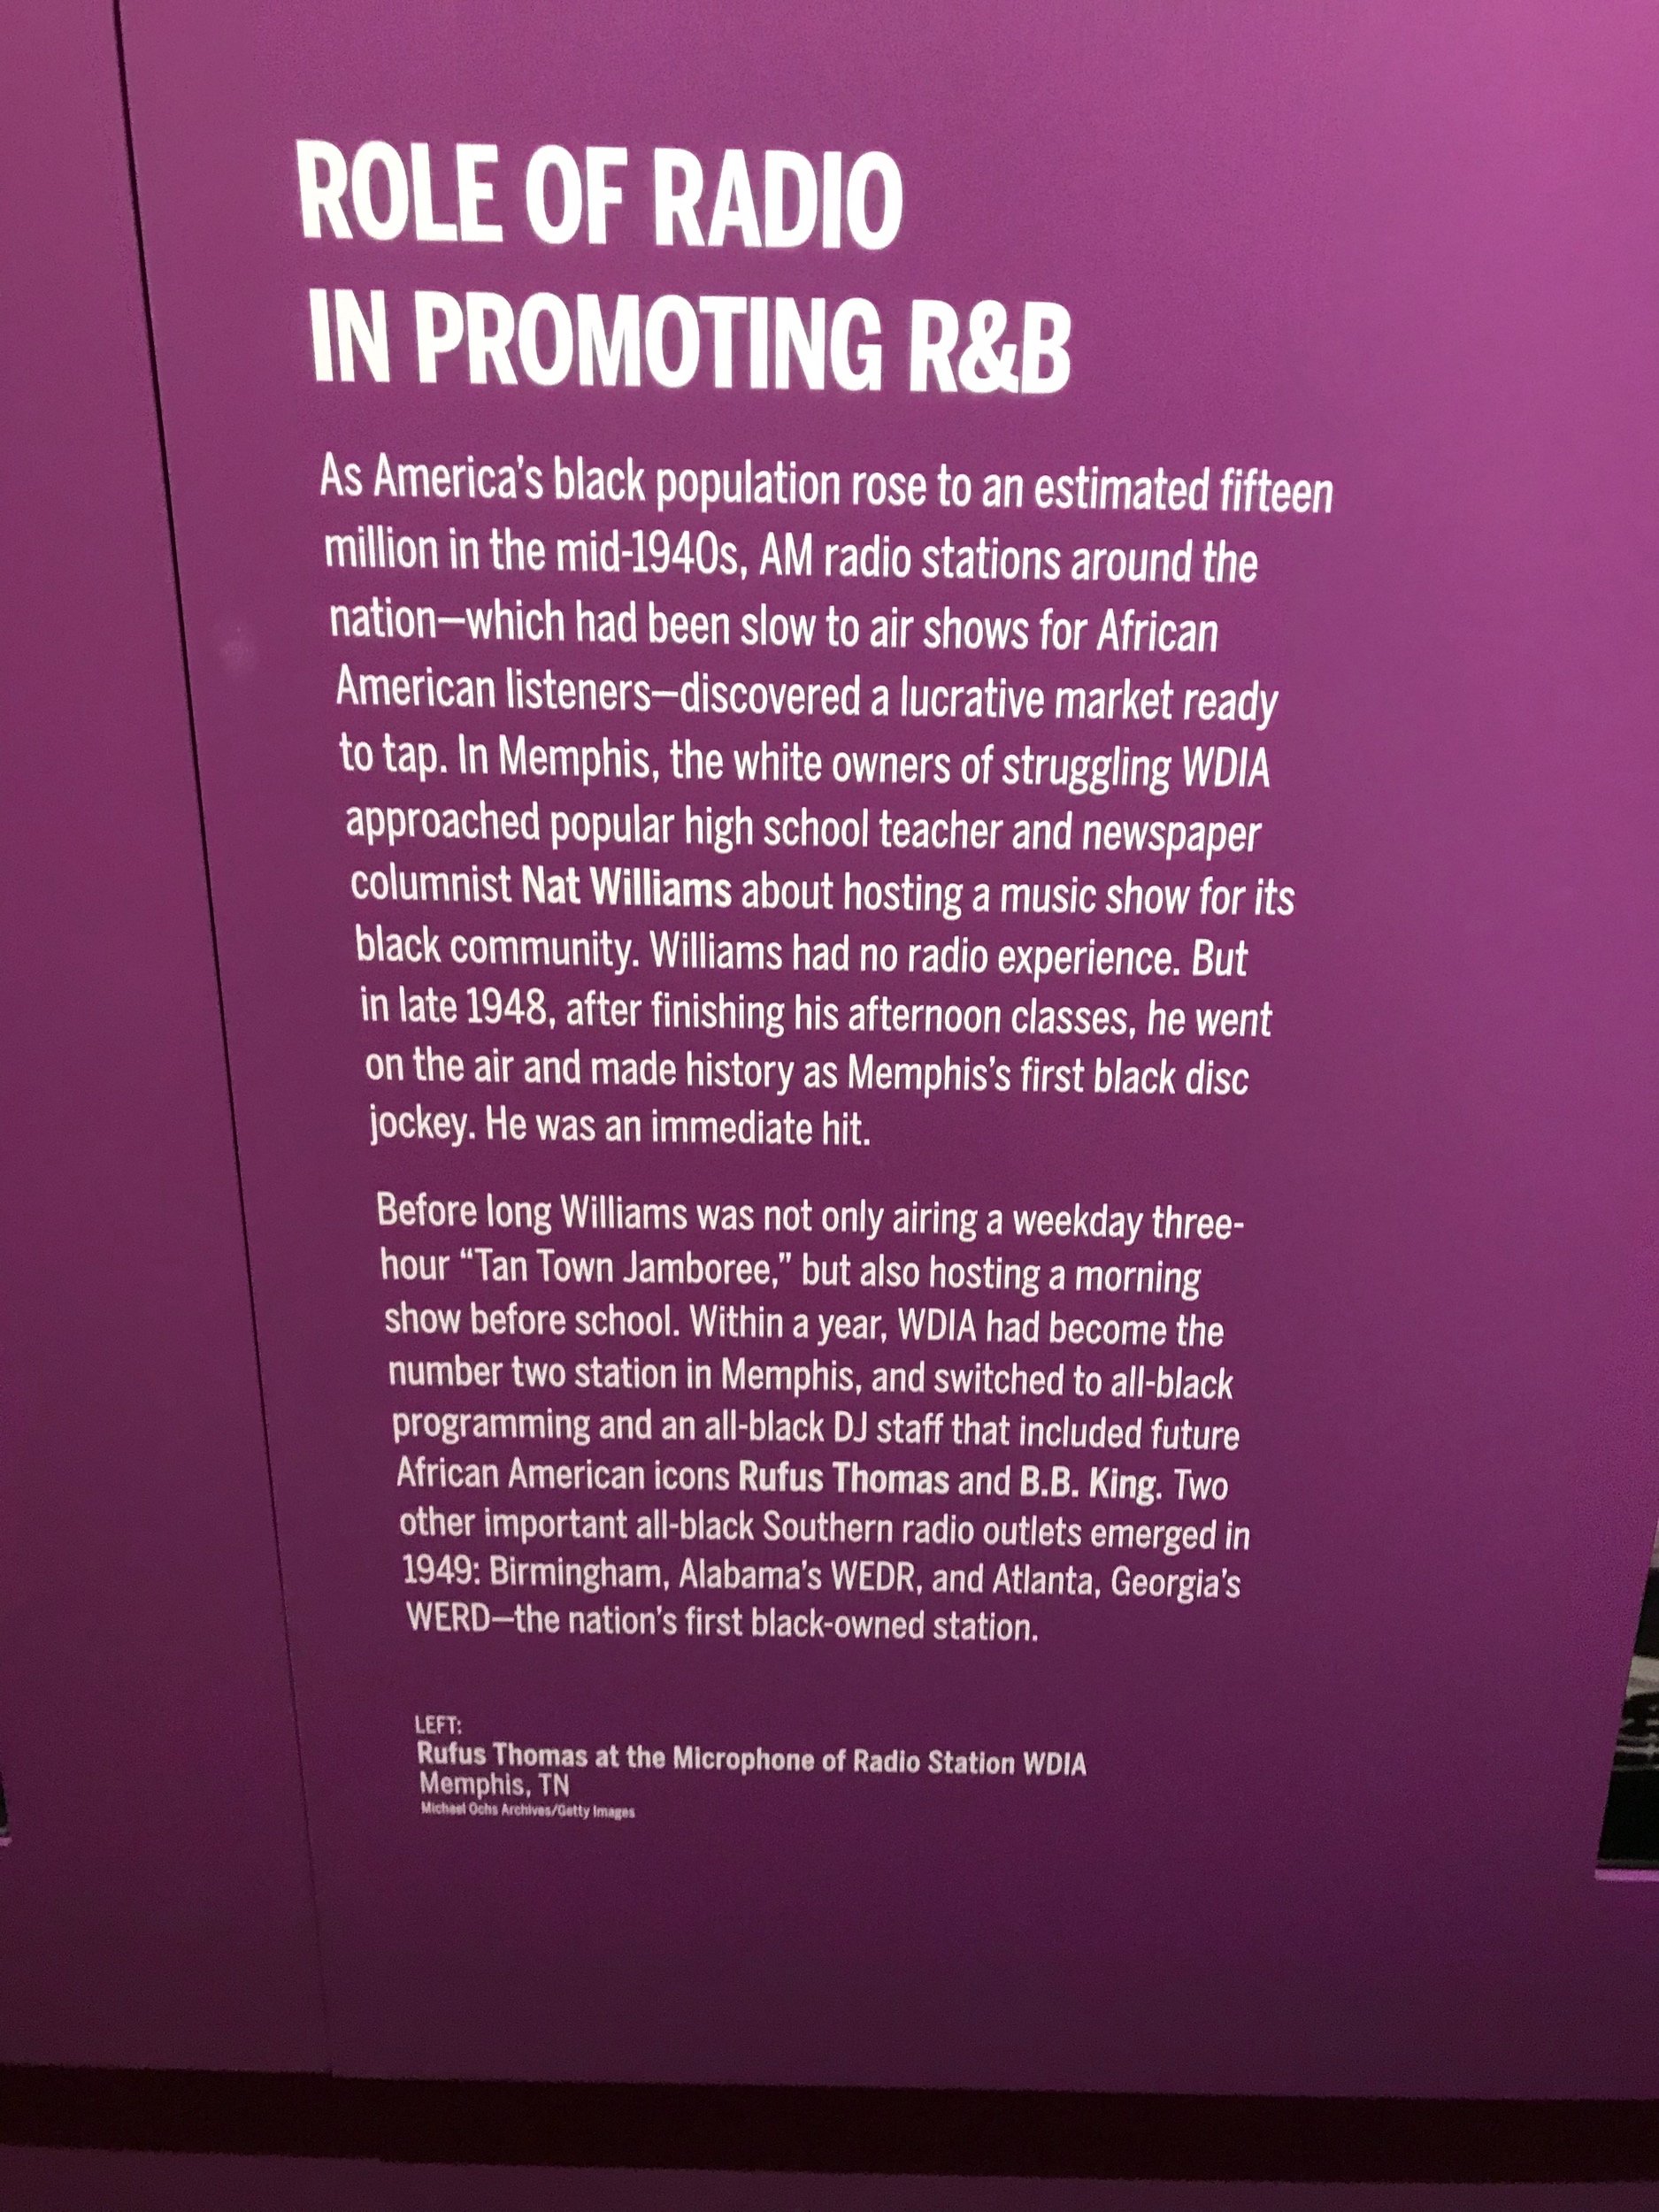 ROLE OF RADIO
IN PROMOTING R&B
As America's black population rose to an estimated fifteen
million in the mid-1940s, AM radio stations around the
nation—which had been slow to air shows for African
American listeners—discovered a lucrative market ready
to tap. In Memphis, the white owners of struggling WDIA
approached popular high school teacher and newspaper
columnist Nat Williams about hosting a music show for its
black community. Williams had no radio experience. But
in late 1948, after finishing his afternoon classes, he went
on the air and made history as Memphis's first black disc
jockey. He was an immediate hit.
Before long Williams was not only airing a weekday three-
hour “Tan Town Jamboree,” but also hosting a morning
show before school. Within a year, WDIA had become the
number two station in Memphis, and switched to all-black
programming and an all-black DJ staff that included future
African American icons Rufus Thomas and B.B. King. Two
other important all-black Southern radio outlets emerged in
1949: Birmingham, Alabama's WEDR, and Atlanta, Georgia's
WERD—the nation's first black-owned station.
LEFT:
Rufus Thomas at the Microphone of Radio Station WDIA
Memphis, TN
Michael Ochs Archives/Getty Images